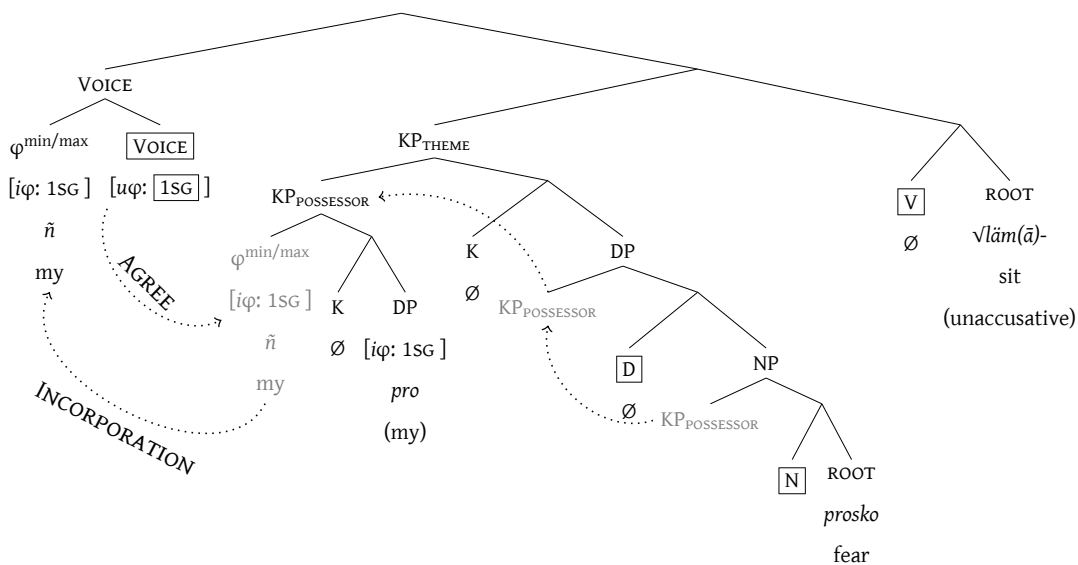 VOICE
φmin/max VOICE
[iφ: 1SG ] [uφ: 1SG ]
ñ
my
AGREE
INCORPORATION
KPTHEME
KPPOSSESSOR
φmin/max
[iφ: 1SG ]
ñ
my
K DP
Ø [iφ: 1SG ]
pro
(my)
K DP
Ø
KPPOSSESSOR
D NP
Ø
KPPOSSESSOR
N ROOT
prosko
fear
V ROOT
Ø √läm(ā)-
sit
(unaccusative)